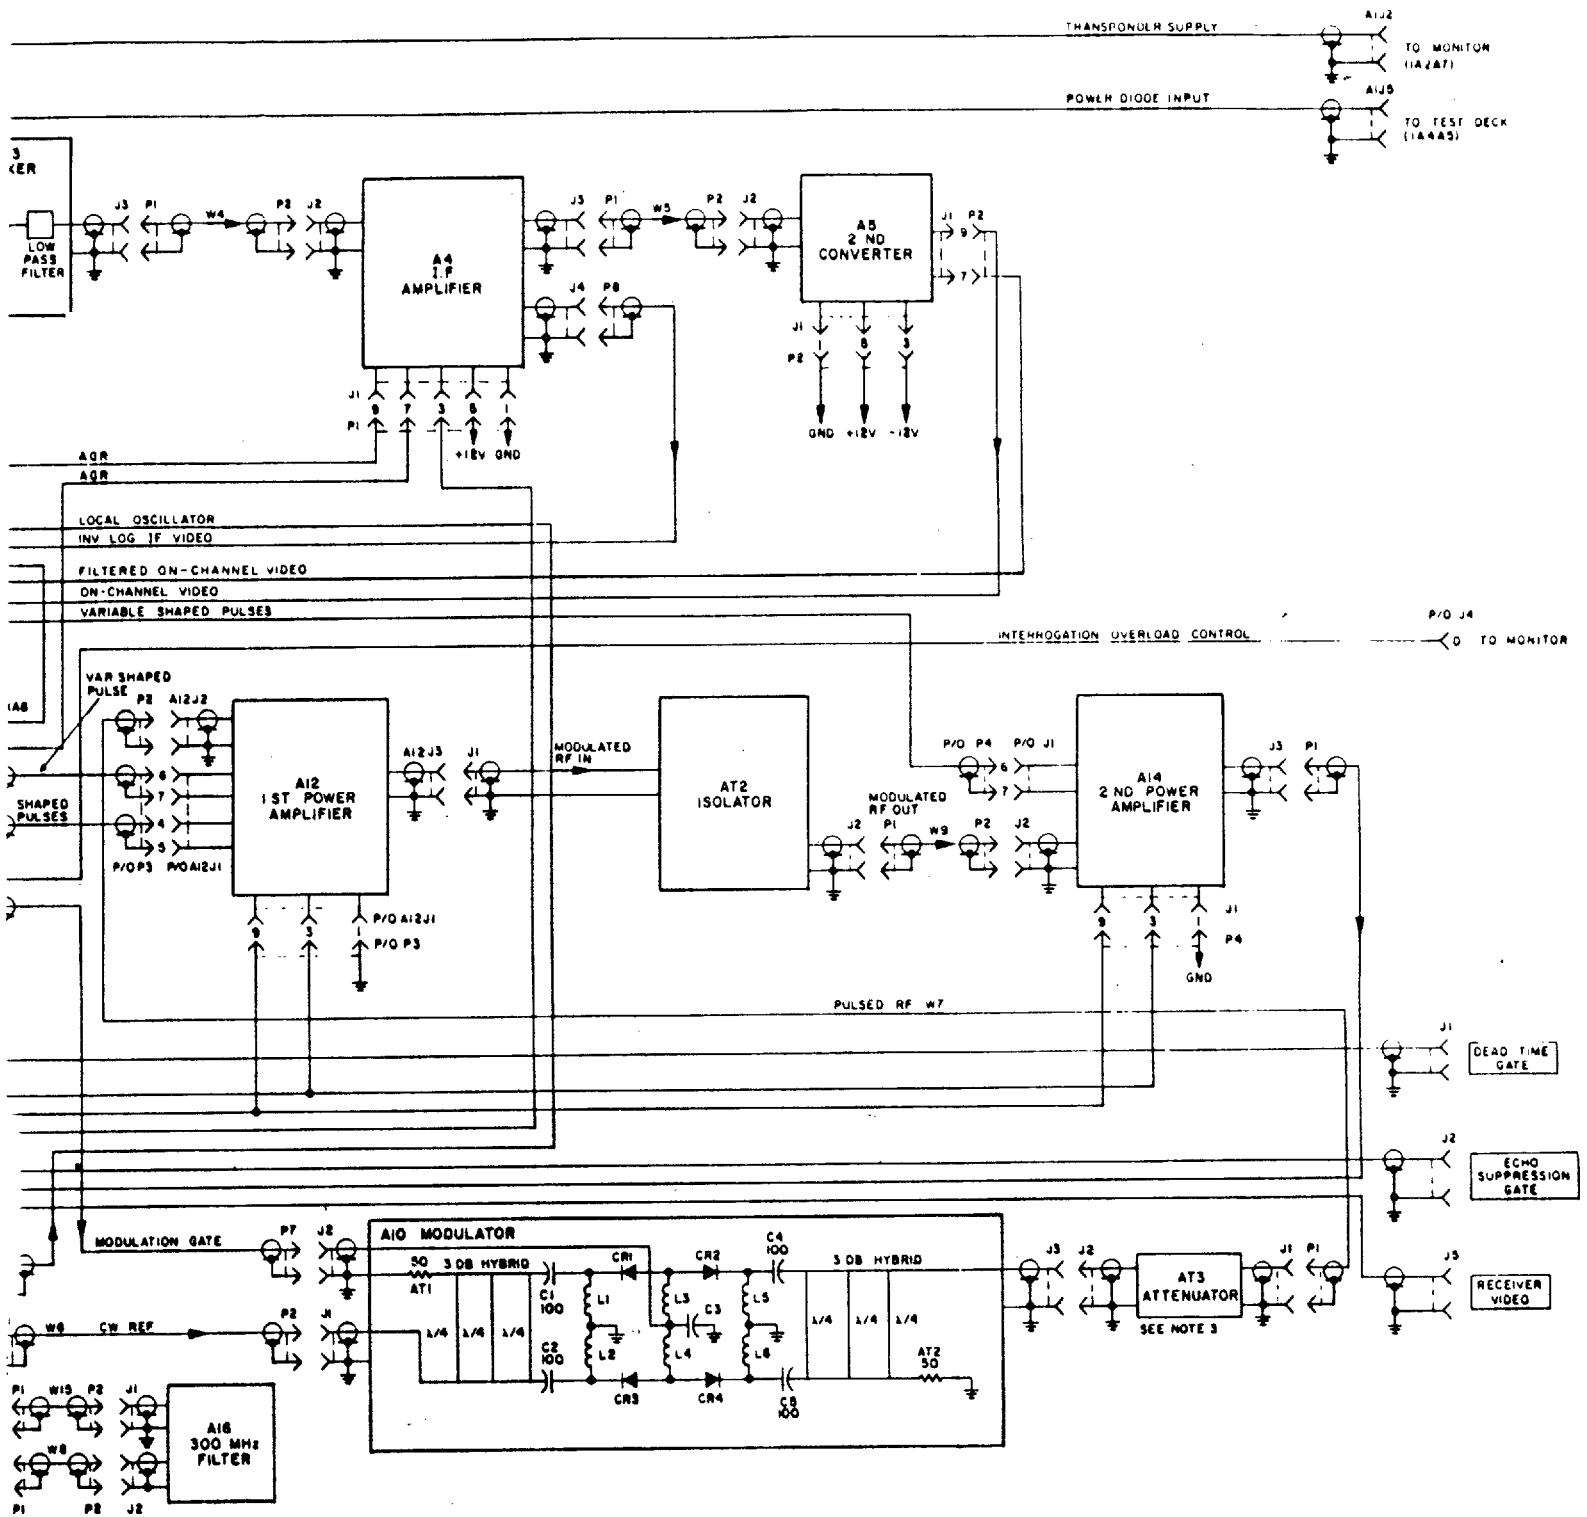 TRANSPONDER SUPPLY
A1J2
TO MONITOR
(1A2A7)
POWER DIODE INPUT
A1J5
TO TEST DECK
(1A4A5)
3
KER
LOW
PASS
FILTER
J3 P1
W4
P2 J2
A4
I.F
AMPLIFIER
J3 P1
W5
P2 J2
A5
2 ND
CONVERTER
J1 P2
9
7
J4 P8
J1
8 3
P2
GND +12V -12V
J1
9 7 3 1
P1
+12V GND
AGR
AGR
LOCAL OSCILLATOR
INV LOG IF VIDEO
FILTERED ON-CHANNEL VIDEO
ON-CHANNEL VIDEO
VARIABLE SHAPED PULSES
INTERROGATION OVERLOAD CONTROL
P/O J4
TO MONITOR
VAR SHAPED
PULSE
P2 A12J2
6
7
4
5
SHAPED
PULSES
P/O P3 P/O A12J1
A12
1 ST POWER
AMPLIFIER
A12J3 J1
MODULATED
RF IN
AT2
ISOLATOR
J2 P1
MODULATED
RF OUT
W9
P2 J2
P/O P4 P/O J1
6
7
A14
2 ND POWER
AMPLIFIER
J3 P1
9 3
P/O A12J1
P/O P3
9 3
J1
P4
GND
PULSED RF W7
J1
DEAD TIME
GATE
J2
ECHO
SUPPRESSION
GATE
J5
RECEIVER
VIDEO
MODULATION GATE
P7 J2
A10 MODULATOR
50
AT1
3 DB HYBRID
C1
100
L1
CR1
L3
CR2
C3
L5
C4
100
3 DB HYBRID
λ/4 λ/4
λ/4 λ/4
L2
L4
L6
C2
100
CR3
CR4
C5
100
AT2
50
W6
CW REF
P2 J1
J3 J2
AT3
ATTENUATOR
SEE NOTE 3
J1 P1
P1 W15 P2 J1
W8
P1 P2 J2
A16
300 MHz
FILTER